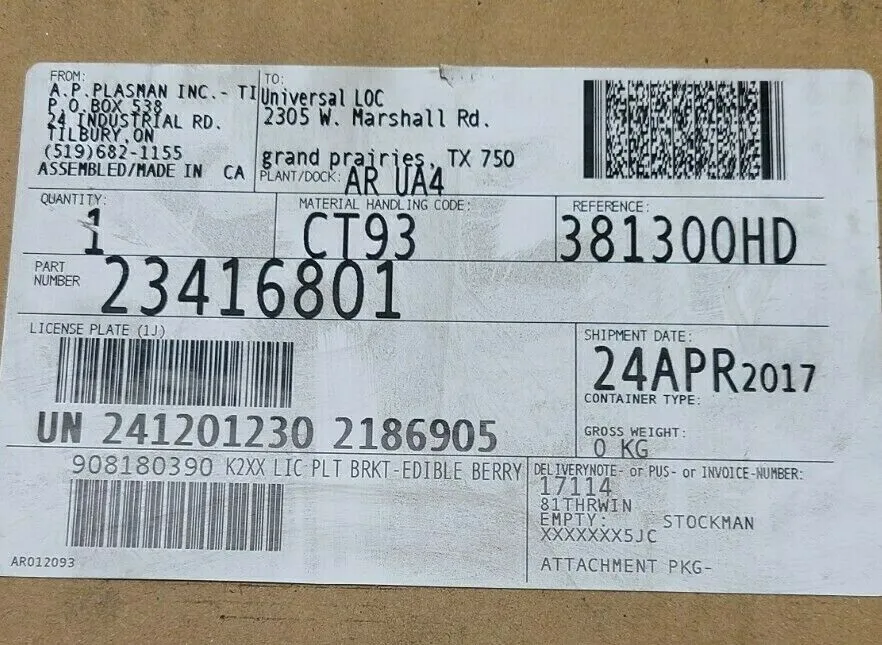 FROM:
A.P.PLASMAN INC.- TI
P.O.BOX 538
24 INDUSTRIAL RD.
TILBURY,ON
(519)682-1155
ASSEMBLED/MADE IN CA
TO:
Universal LOC
2305 W. Marshall Rd.
grand prairies, TX 750
PLANT/DOCK: AR UA4
QUANTITY:
1
MATERIAL HANDLING CODE:
CT93
REFERENCE:
381300HD
PART
NUMBER 23416801
LICENSE PLATE (1J)
UN 241201230 2186905
SHIPMENT DATE:
24APR2017
CONTAINER TYPE:
GROSS WEIGHT:
0 KG
908180390 K2XX LIC PLT BRKT-EDIBLE BERRY
AR012093
DELIVERYNOTE- or PUS- or INVOICE-NUMBER:
17114
81THRWIN
EMPTY: STOCKMAN
XXXXXXX5JC
ATTACHMENT PKG-